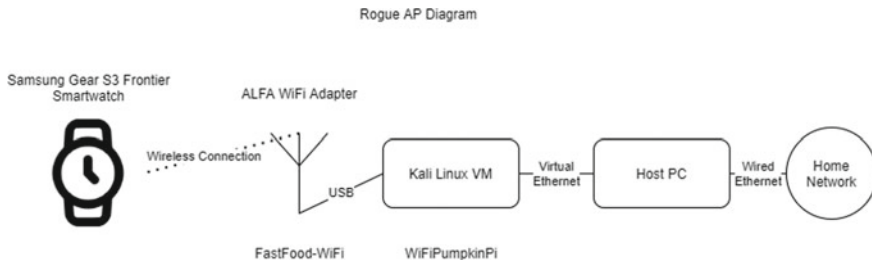 Rogue AP Diagram
Samsung Gear S3 Frontier
Smartwatch
ALFA WiFi Adapter
Wireless Connection
USB
Kali Linux VM
Virtual
Ethernet
Host PC
Wired
Ethernet
Home
Network
FastFood-WiFi
WiFiPumpkinPi